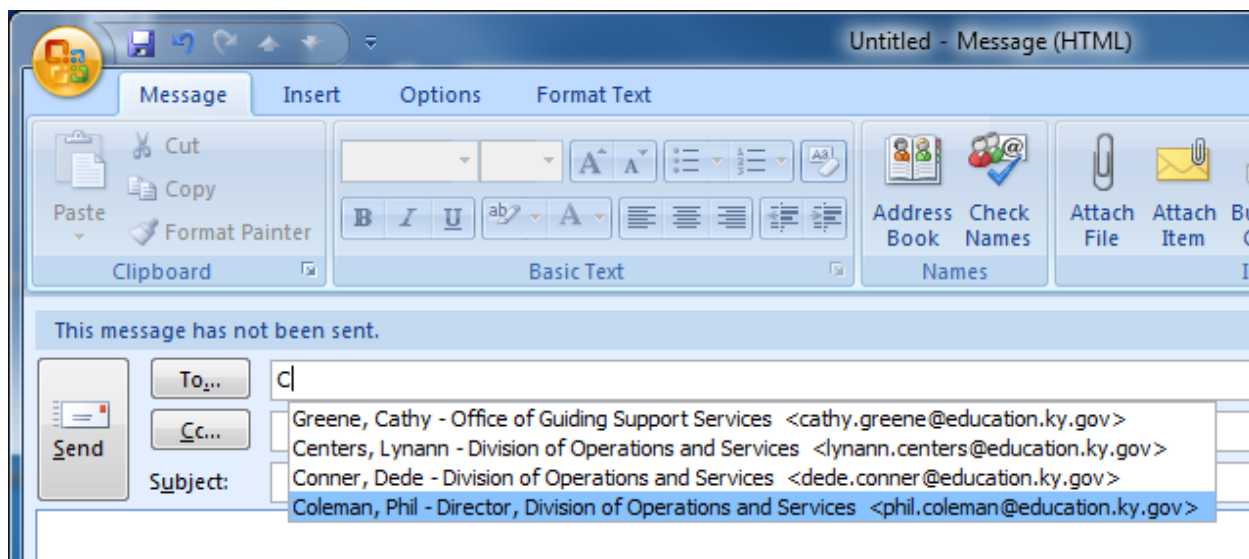 Untitled - Message (HTML)
Message Insert Options Format Text
Cut
Copy
Paste
Format Painter
Clipboard
B I U ab A
Aa
Basic Text
Address Book
Check Names
Names
Attach File
Attach Item
This message has not been sent.
Send
To...
C
Cc...
Subject:
Greene, Cathy - Office of Guiding Support Services <cathy.greene@education.ky.gov>
Centers, Lynann - Division of Operations and Services <lynann.centers@education.ky.gov>
Conner, Dede - Division of Operations and Services <dede.conner@education.ky.gov>
Coleman, Phil - Director, Division of Operations and Services <phil.coleman@education.ky.gov>